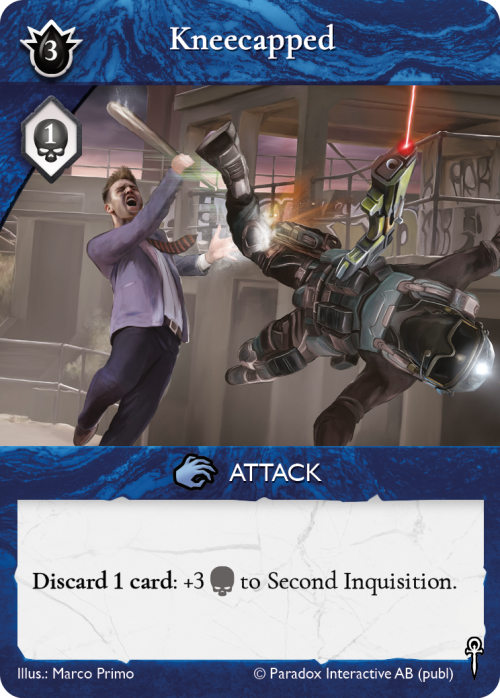 3
Kneecapped
1
ATTACK
Discard 1 card: +3 to Second Inquisition.
Illus.: Marco Primo
© Paradox Interactive AB (publ)